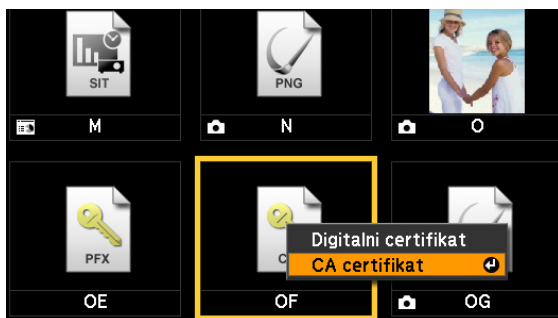 SIT
PNG
M
N
O
PFX
C
Digitalni certifikat
CA certifikat
OE
OF
OG